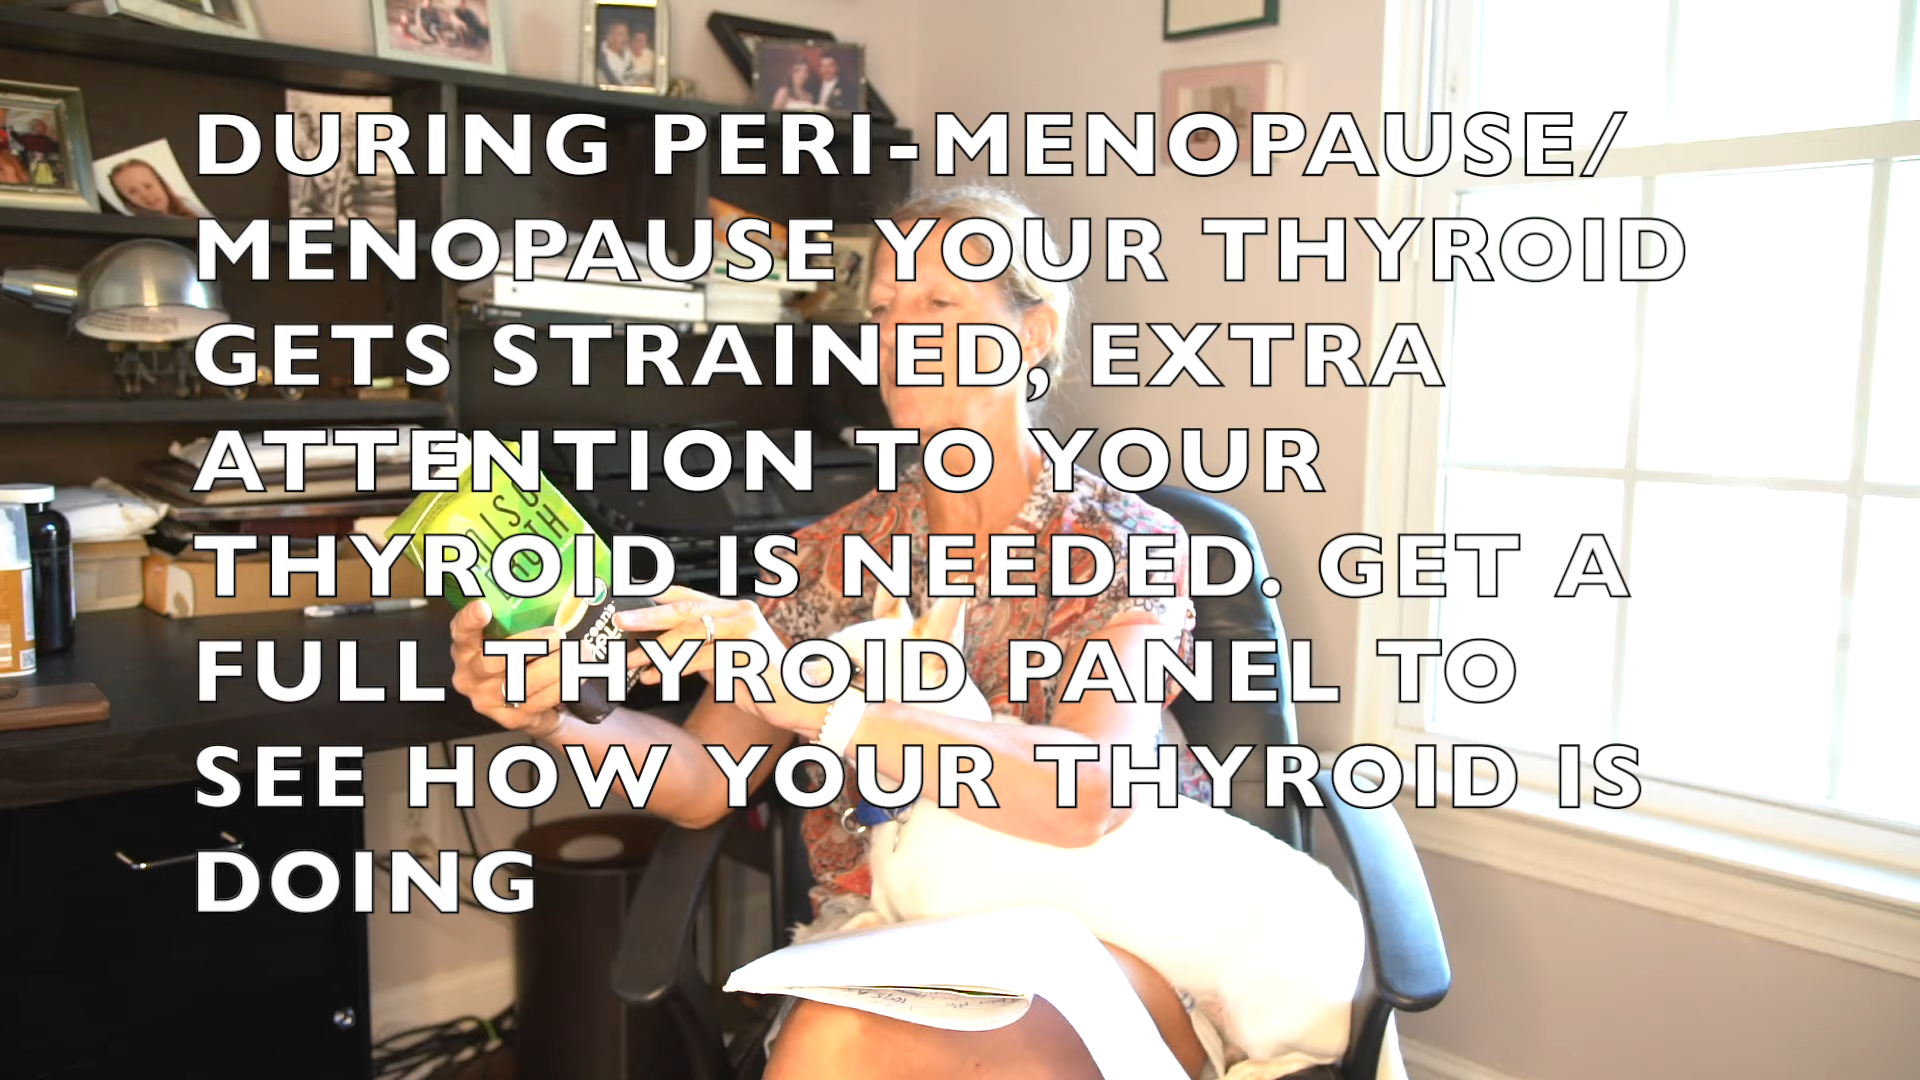 DURING PERI-MENOPAUSE/
MENOPAUSE YOUR THYROID
GETS STRAINED, EXTRA
ATTENTION TO YOUR
THYROID IS NEEDED. GET A
FULL THYROID PANEL TO
SEE HOW YOUR THYROID IS
DOING